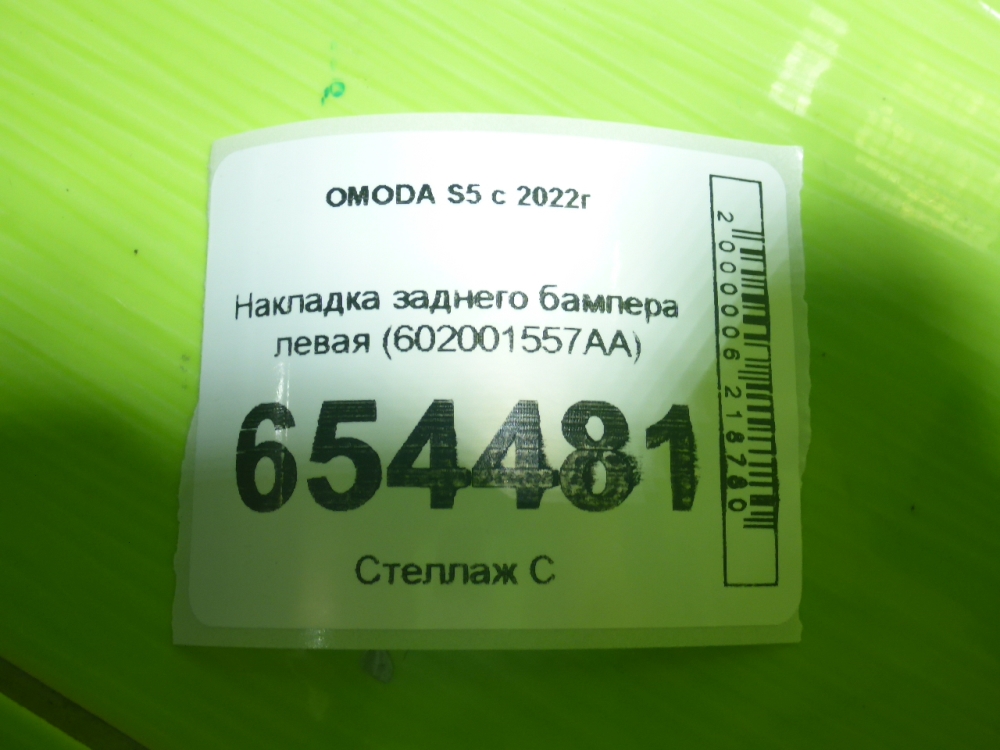 OMODA S5 с 2022г
Накладка заднего бампера
левая (602001557AA)
654481
Стеллаж С
2000006218780